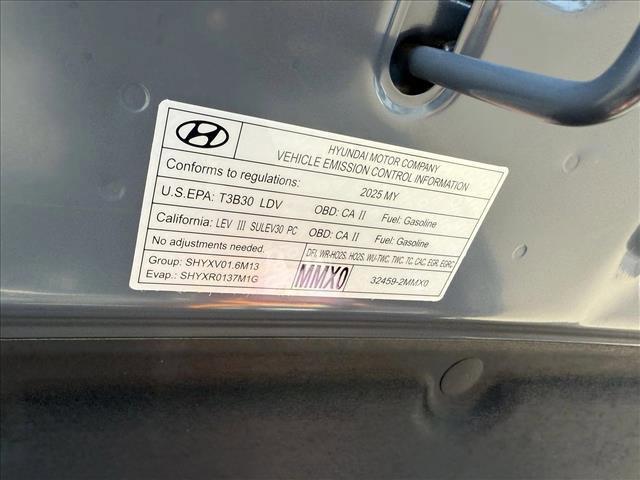 HYUNDAI MOTOR COMPANY
VEHICLE EMISSION CONTROL INFORMATION
Conforms to regulations: 2025 MY
U.S.EPA: T3B30 LDV OBD: CA II Fuel: Gasoline
California: LEV III SULEV30 PC OBD: CA II Fuel: Gasoline
No adjustments needed. DFI, WR-HO2S, HO2S, WU-TWC, TWC, TC, CAC, EGR, EGRC
Group: SHYXV01.6M13
Evap.: SHYXR0137M1G MMX0 32459-2MMX0